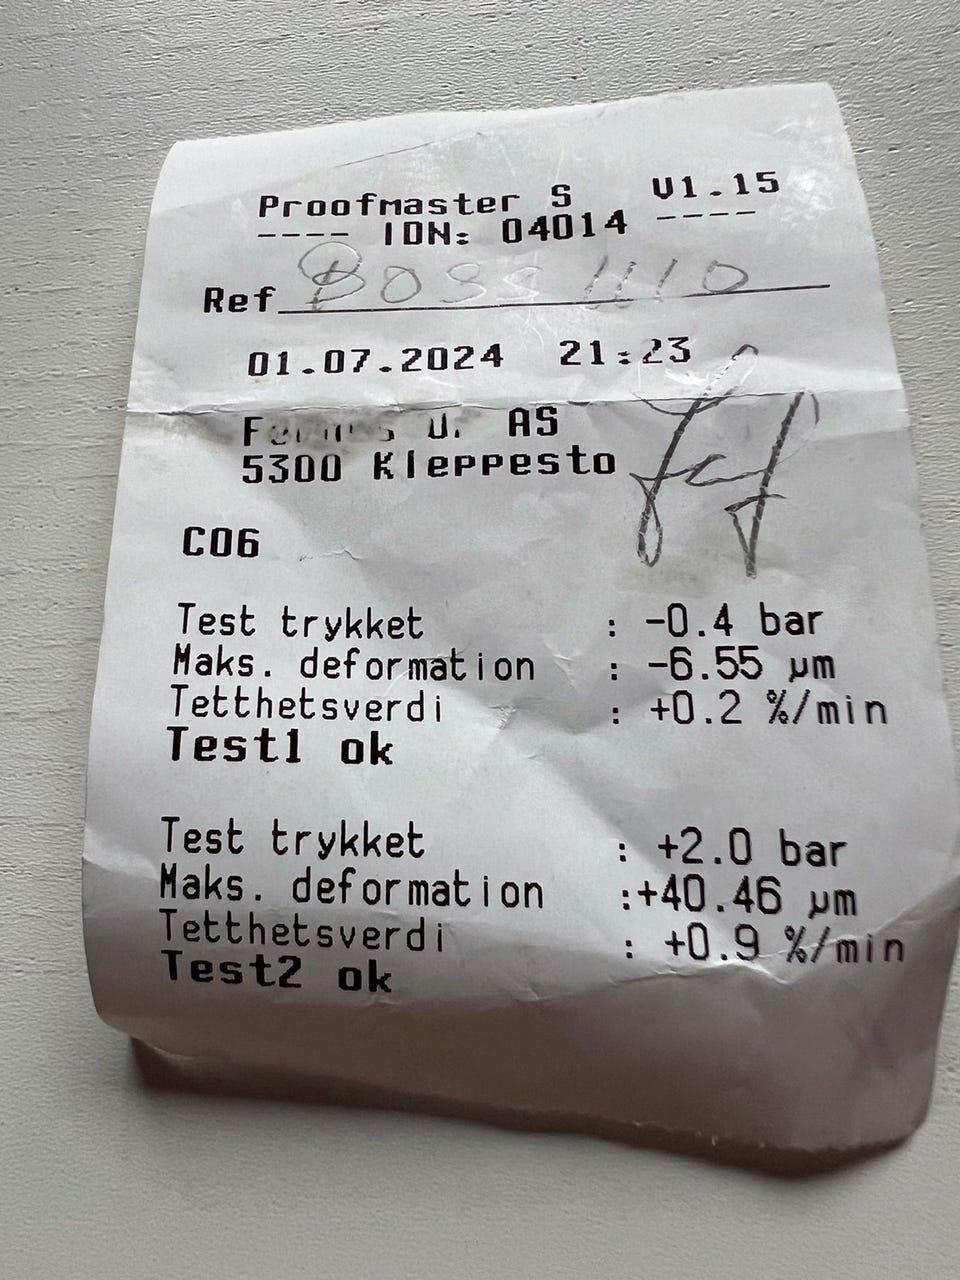 Proofmaster S V1.15
---- IDN: 04014 ----
Ref
01.07.2024 21:23
AS
5300 Kleppesto
C06
Test trykket : -0.4 bar
Maks. deformation : -6.55 µm
Tetthetsverdi : +0.2 %/min
Test1 ok
Test trykket : +2.0 bar
Maks. deformation :+40.46 µm
Tetthetsverdi : +0.9 %/min
Test2 ok